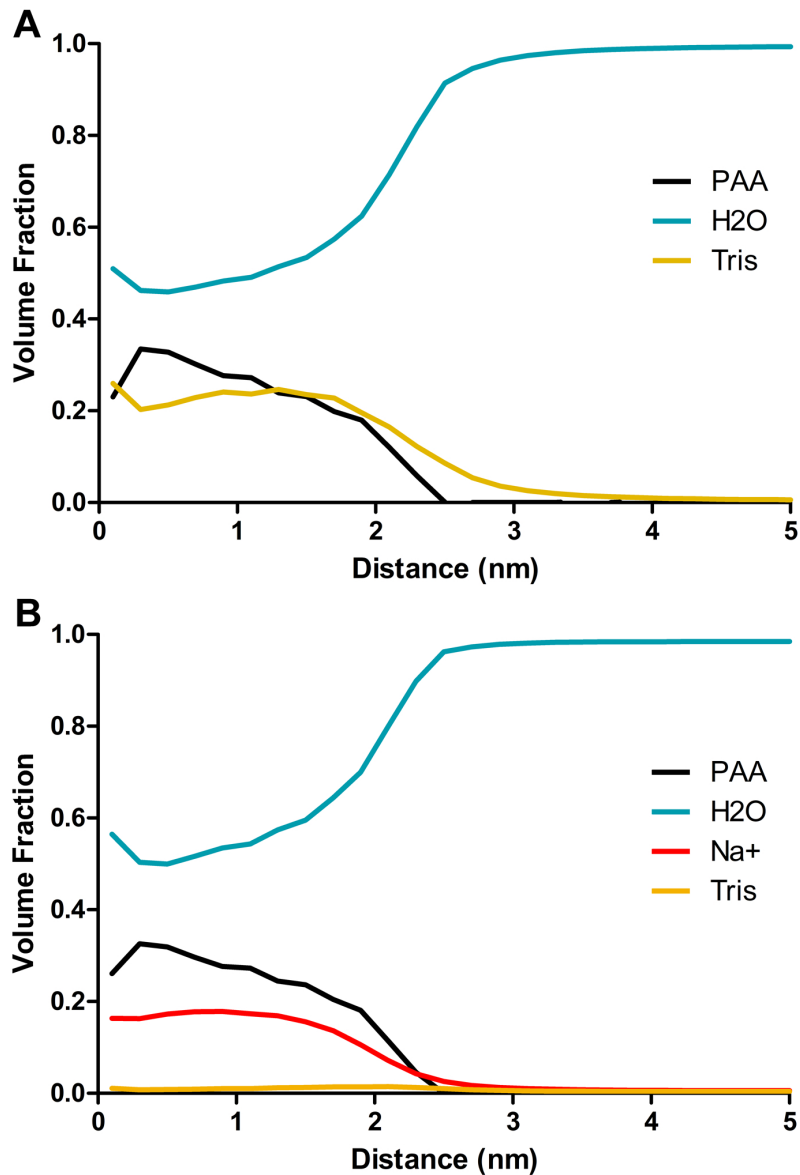 A
1.0
0.8
0.6
0.4
0.2
0.0
Volume Fraction
PAA
H2O
Tris
0 1 2 3 4 5
Distance (nm)
B
1.0
0.8
0.6
0.4
0.2
0.0
Volume Fraction
PAA
H2O
Na+
Tris
0 1 2 3 4 5
Distance (nm)